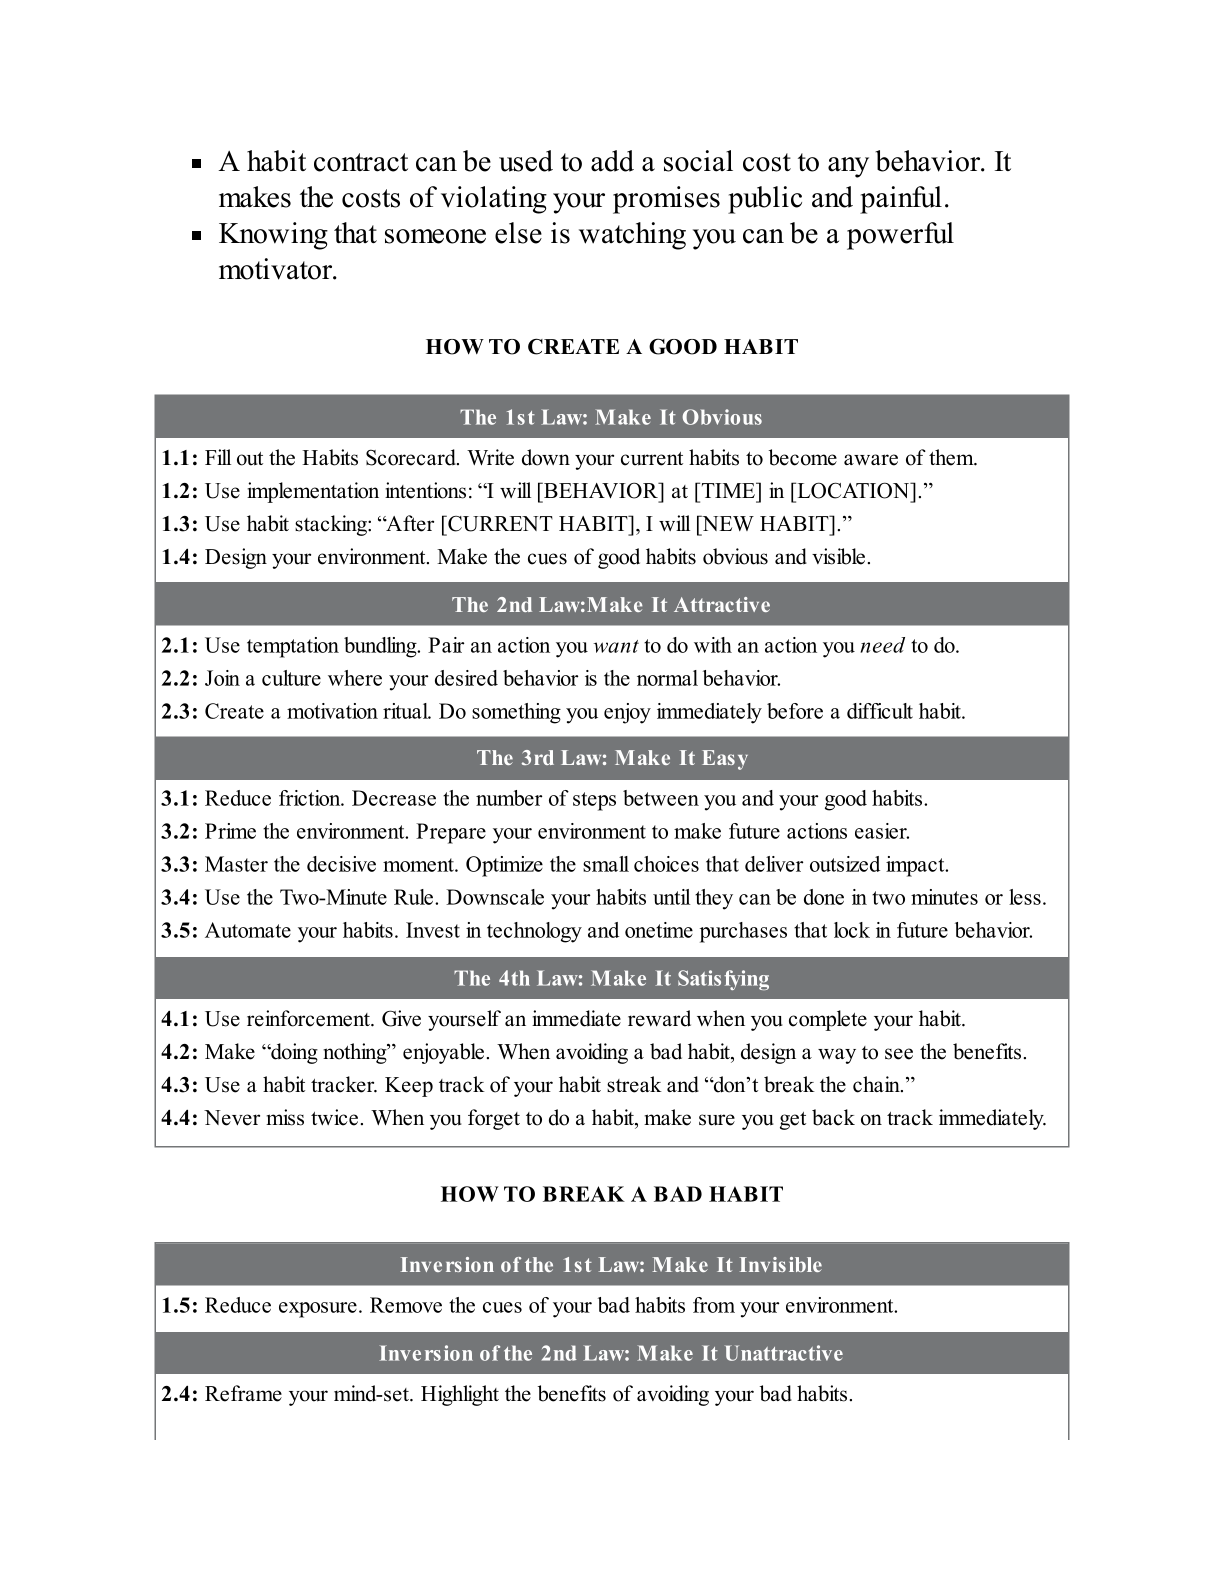 ▪ A habit contract can be used to add a social cost to any behavior. It
makes the costs of violating your promises public and painful.
▪ Knowing that someone else is watching you can be a powerful
motivator.
HOW TO CREATE A GOOD HABIT
The 1st Law: Make It Obvious
1.1: Fill out the Habits Scorecard. Write down your current habits to become aware of them.
1.2: Use implementation intentions: “I will [BEHAVIOR] at [TIME] in [LOCATION].”
1.3: Use habit stacking: “After [CURRENT HABIT], I will [NEW HABIT].”
1.4: Design your environment. Make the cues of good habits obvious and visible.
The 2nd Law:Make It Attractive
2.1: Use temptation bundling. Pair an action you want to do with an action you need to do.
2.2: Join a culture where your desired behavior is the normal behavior.
2.3: Create a motivation ritual. Do something you enjoy immediately before a difficult habit.
The 3rd Law: Make It Easy
3.1: Reduce friction. Decrease the number of steps between you and your good habits.
3.2: Prime the environment. Prepare your environment to make future actions easier.
3.3: Master the decisive moment. Optimize the small choices that deliver outsized impact.
3.4: Use the Two-Minute Rule. Downscale your habits until they can be done in two minutes or less.
3.5: Automate your habits. Invest in technology and onetime purchases that lock in future behavior.
The 4th Law: Make It Satisfying
4.1: Use reinforcement. Give yourself an immediate reward when you complete your habit.
4.2: Make “doing nothing” enjoyable. When avoiding a bad habit, design a way to see the benefits.
4.3: Use a habit tracker. Keep track of your habit streak and “don’t break the chain.”
4.4: Never miss twice. When you forget to do a habit, make sure you get back on track immediately.
HOW TO BREAK A BAD HABIT
Inversion of the 1st Law: Make It Invisible
1.5: Reduce exposure. Remove the cues of your bad habits from your environment.
Inversion of the 2nd Law: Make It Unattractive
2.4: Reframe your mind-set. Highlight the benefits of avoiding your bad habits.